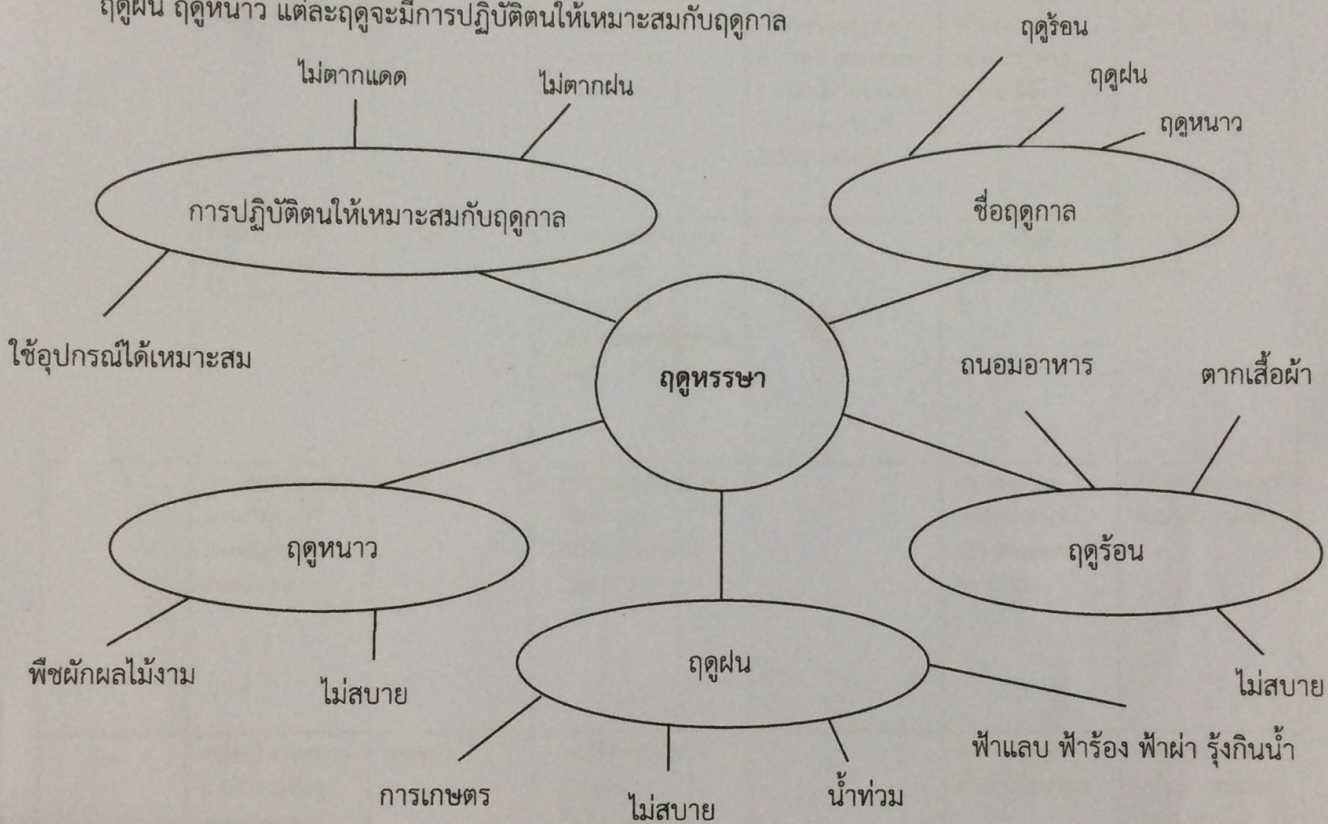 ฤดูฝน ฤดูหนาว แต่ละฤดูจะมีการปฏิบัติตนให้เหมาะสมกับฤดูกาล
ไม่ตากแดด
ไม่ตากฝน
การปฏิบัติตนให้เหมาะสมกับฤดูกาล
ใช้อุปกรณ์ได้เหมาะสม
ฤดูร้อน
ฤดูฝน
ฤดูหนาว
ชื่อฤดูกาล
ฤดูหรรษา
ถนอมอาหาร
ตากเสื้อผ้า
ฤดูร้อน
ไม่สบาย
ฤดูหนาว
พืชผักผลไม้งาม
ไม่สบาย
ฤดูฝน
การเกษตร
ไม่สบาย
น้ำท่วม
ฟ้าแลบ ฟ้าร้อง ฟ้าผ่า รุ้งกินน้ำ